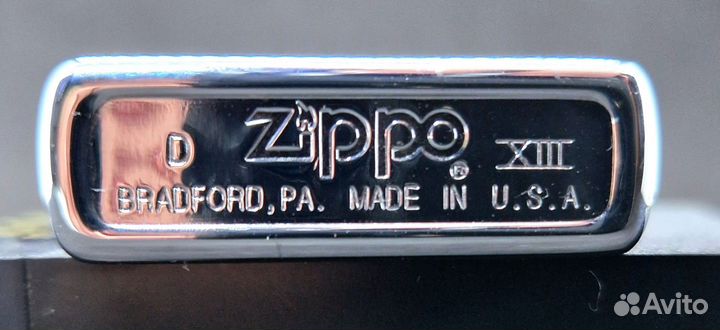 D Zippo® XIII
BRADFORD, PA. MADE IN U.S.A.
Avito